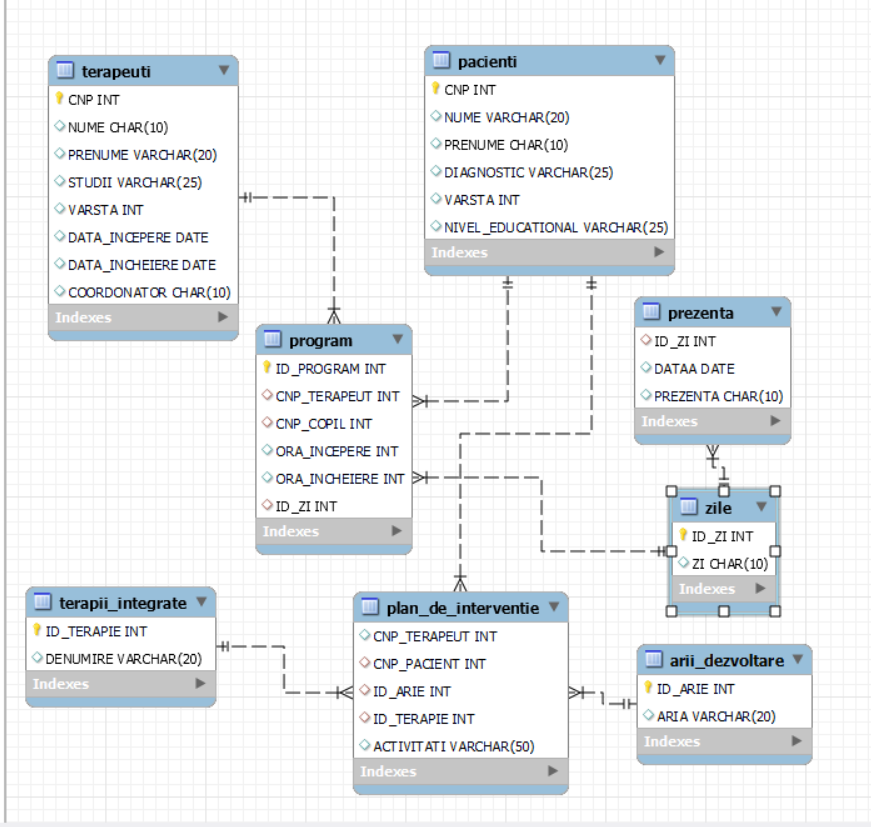 terapeuti
CNP INT
NUME CHAR(10)
PRENUME VARCHAR(20)
STUDII VARCHAR(25)
VARSTA INT
DATA_INCEPERE DATE
DATA_INCHEIERE DATE
COORDONATOR CHAR(10)
Indexes
pacienti
CNP INT
NUME VARCHAR(20)
PRENUME CHAR(10)
DIAGNOSTIC VARCHAR(25)
VARSTA INT
NIVEL_EDUCATIONAL VARCHAR(25)
Indexes
program
ID_PROGRAM INT
CNP_TERAPEUT INT
CNP_COPIL INT
ORA_INCEPERE INT
ORA_INCHEIERE INT
ID_ZI INT
Indexes
prezenta
ID_ZI INT
DATAA DATE
PREZENTA CHAR(10)
Indexes
zile
ID_ZI INT
ZI CHAR(10)
Indexes
terapii_integrate
ID_TERAPIE INT
DENUMIRE VARCHAR(20)
Indexes
plan_de_interventie
CNP_TERAPEUT INT
CNP_PACIENT INT
ID_ARIE INT
ID_TERAPIE INT
ACTIVITATI VARCHAR(50)
Indexes
arii_dezvoltare
ID_ARIE INT
ARIA VARCHAR(20)
Indexes